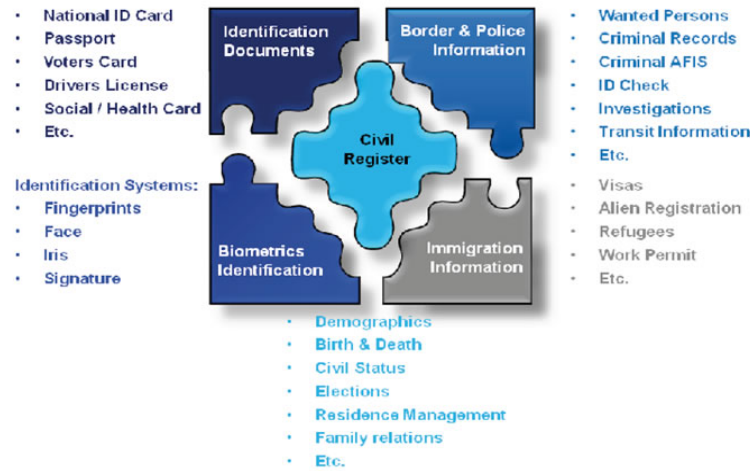 • National ID Card
• Passport
• Voters Card
• Drivers License
• Social / Health Card
• Etc.
Identification
Documents
Border & Police
Information
• Wanted Persons
• Criminal Records
• Criminal AFIS
• ID Check
• Investigations
• Transit Information
• Etc.
Civil
Register
Identification Systems:
• Fingerprints
• Face
• Iris
• Signature
Biometrics
Identification
Immigration
Information
• Visas
• Alien Registration
• Refugees
• Work Permit
• Etc.
• Demographics
• Birth & Death
• Civil Status
• Elections
• Residence Management
• Family relations
• Etc.